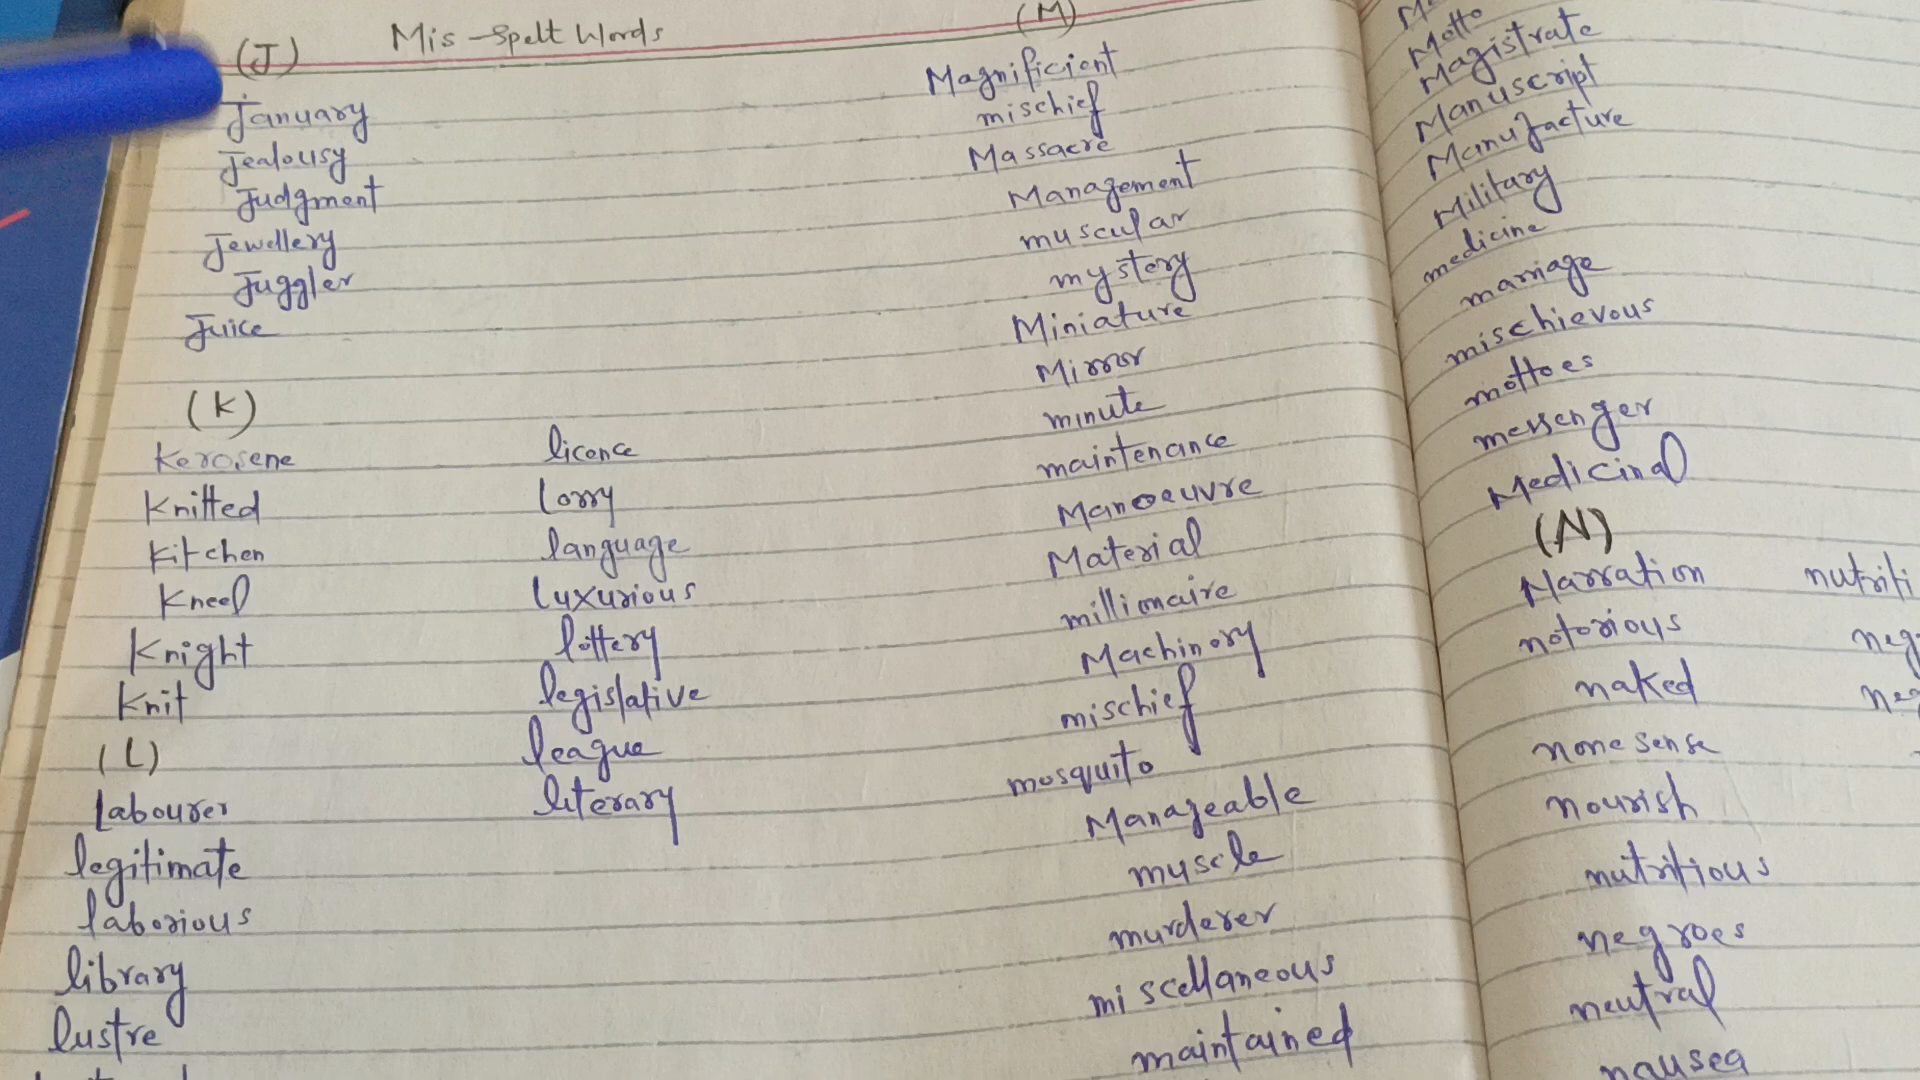 Mis-Spelt Words
(J)
January
Jealousy
Judgment
Jewellery
Juggler
Juice
(K)
Kerosene
Knitted
Kitchen
Kneel
Knight
Knit
(L)
Labourer
legitimate
laborious
library
lustre
licence
lorry
language
luxurious
lottery
legislative
league
literary
(M)
Magnificient
mischief
Massacre
Management
muscular
mystery
Miniature
Mirror
minute
maintenance
Manoeuvre
Material
millionaire
Machinery
mischief
mosquito
Manageable
muscle
murderer
miscellaneous
maintained
Motto
Magistrate
Manuscript
Manufacture
Military
medicine
marriage
mischievous
mottoes
messenger
Medicinal
(N)
Narration
notorious
naked
nonesense
nourish
nutritious
negroes
neutral
nausea